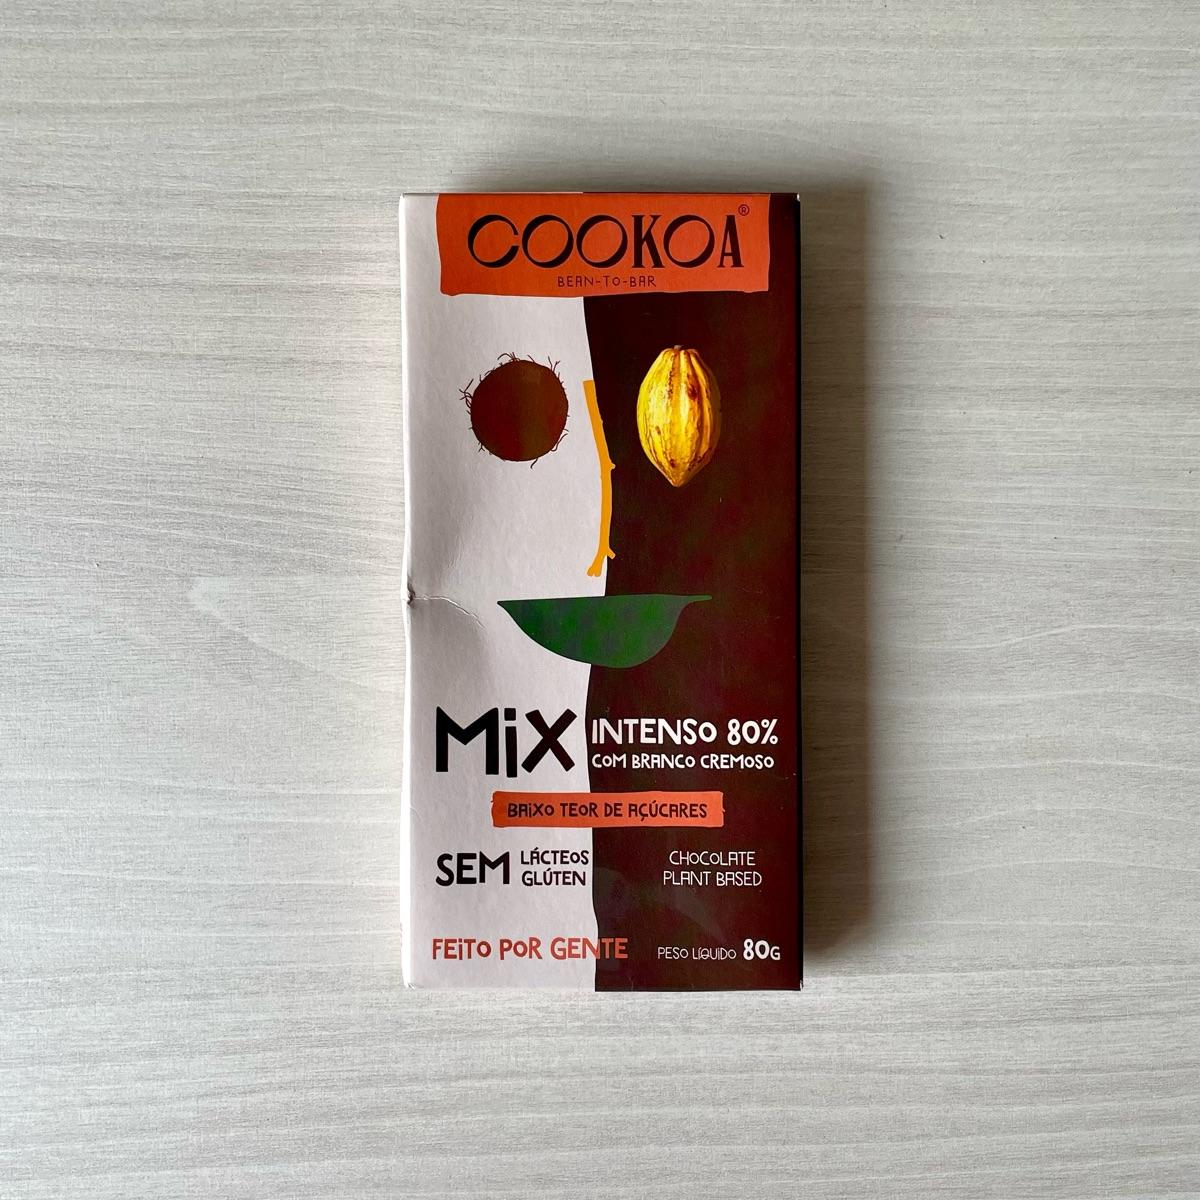 COOKOA®
BEAN-TO-BAR
MiX
INTENSO 80%
COM BRANCO CREMOSO
BAiXO TEOR DE AÇÚCARES
SEM
LÁCTEOS
GLÚTEN
CHOCOLATE
PLANT BASED
FEiTO POR GENTE
PESO LÍQUiDO 80G